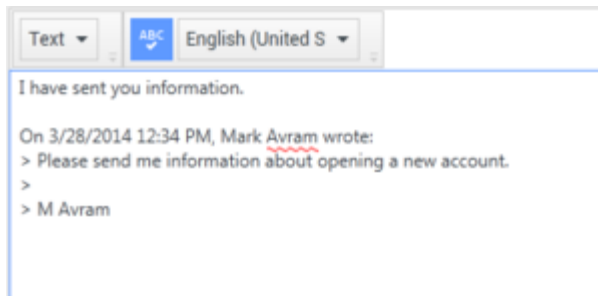 Text
ABC
English (United S
I have sent you information.
On 3/28/2014 12:34 PM, Mark Avram wrote:
> Please send me information about opening a new account.
>
> M Avram